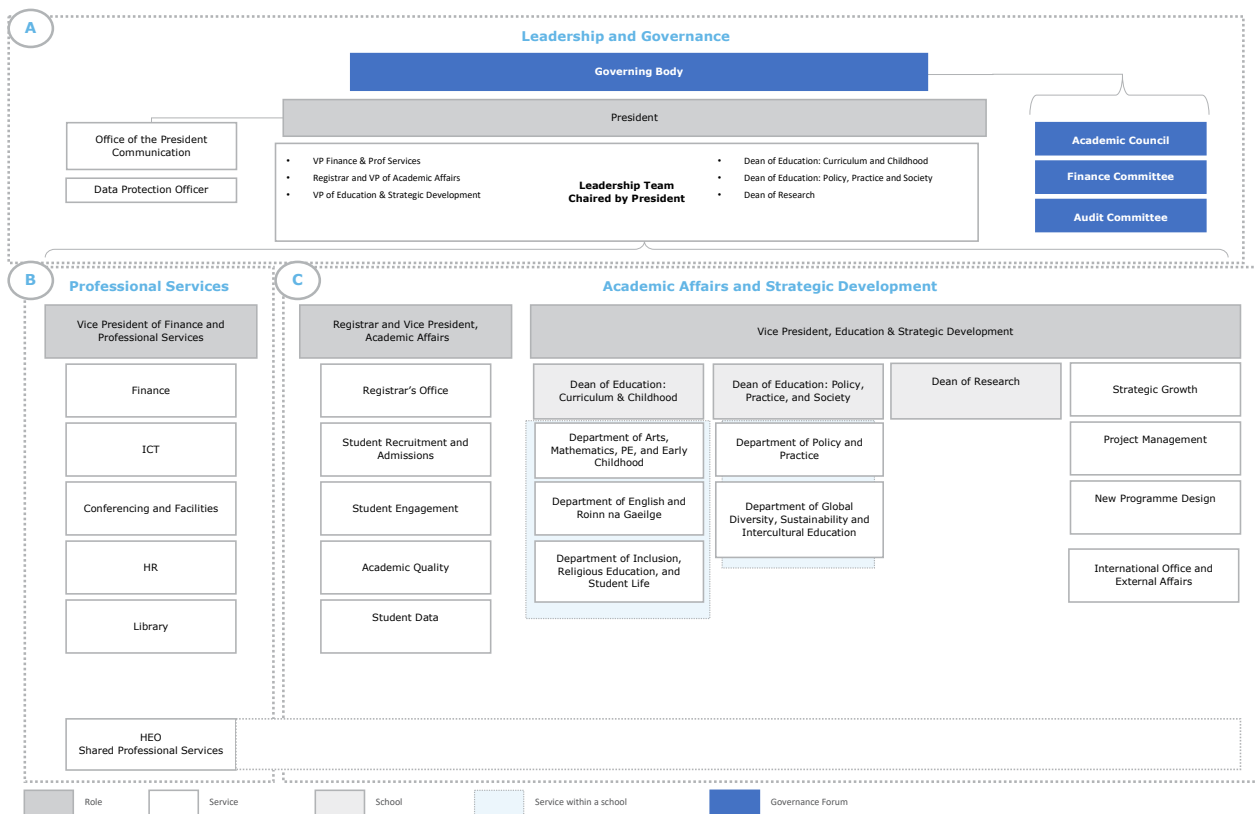 A
Leadership and Governance
Governing Body
President
Office of the President
Communication
Data Protection Officer
• VP Finance & Prof Services
• Registrar and VP of Academic Affairs
• VP of Education & Strategic Development
Leadership Team
Chaired by President
• Dean of Education: Curriculum and Childhood
• Dean of Education: Policy, Practice and Society
• Dean of Research
Academic Council
Finance Committee
Audit Committee
B
Professional Services
Vice President of Finance and
Professional Services
Finance
ICT
Conferencing and Facilities
HR
Library
HEO
Shared Professional Services
C
Academic Affairs and Strategic Development
Registrar and Vice President,
Academic Affairs
Registrar’s Office
Student Recruitment and
Admissions
Student Engagement
Academic Quality
Student Data
Vice President, Education & Strategic Development
Dean of Education:
Curriculum & Childhood
Department of Arts,
Mathematics, PE, and Early
Childhood
Department of English and
Roinn na Gaeilge
Department of Inclusion,
Religious Education, and
Student Life
Dean of Education: Policy,
Practice, and Society
Department of Policy and
Practice
Department of Global
Diversity, Sustainability and
Intercultural Education
Dean of Research
Strategic Growth
Project Management
New Programme Design
International Office and
External Affairs
Role
Service
School
Service within a school
Governance Forum